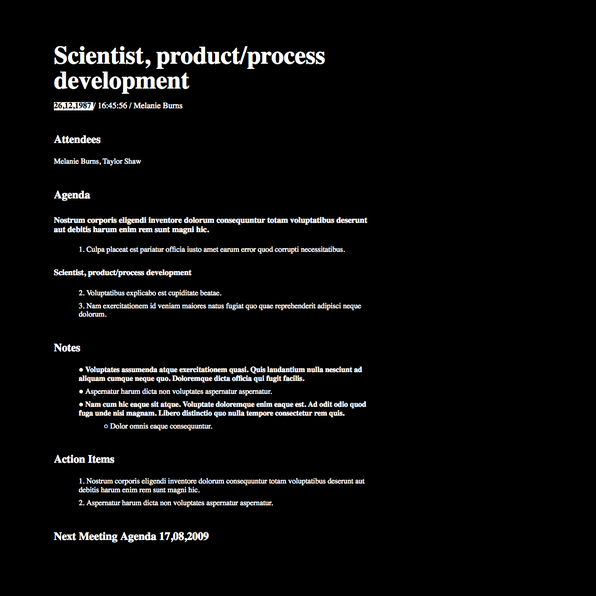 Scientist, product/process
development
26,12,1987/ 16:45:56 / Melanie Burns
Attendees
Melanie Burns, Taylor Shaw
Agenda
Nostrum corporis eligendi inventore dolorum consequuntur totam voluptatibus deserunt
aut debitis harum enim rem sunt magni hic.
1. Culpa placeat est pariatur officia iusto amet earum error quod corrupti necessitatibus.
Scientist, product/process development
2. Voluptatibus explicabo est cupiditate beatae.
3. Nam exercitationem id veniam maiores natus fugiat quo quae reprehenderit adipisci neque
dolorum.
Notes
● Voluptates assumenda atque exercitationem quasi. Quis laudantium nulla nesciunt ad
aliquam cumque neque quo. Doloremque dicta officia qui fugit facilis.
● Aspernatur harum dicta non voluptates aspernatur aspernatur.
● Nam cum hic eaque sit atque. Voluptate doloremque enim eaque est. Ad odit odio quod
fuga unde nisi magnam. Libero distinctio quo nulla tempore consectetur rem quis.
○ Dolor omnis eaque consequuntur.
Action Items
1. Nostrum corporis eligendi inventore dolorum consequuntur totam voluptatibus deserunt aut
debitis harum enim rem sunt magni hic.
2. Aspernatur harum dicta non voluptates aspernatur aspernatur.
Next Meeting Agenda 17,08,2009